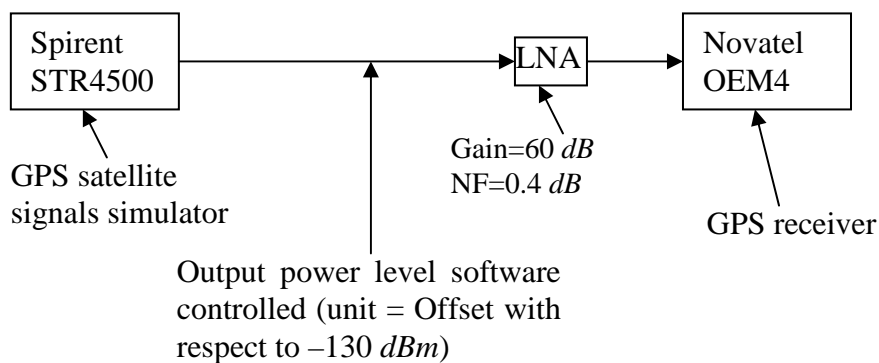 Spirent
STR4500
LNA
Novatel
OEM4
Gain=60 dB
NF=0.4 dB
GPS satellite
signals simulator
GPS receiver
Output power level software
controlled (unit = Offset with
respect to –130 dBm)